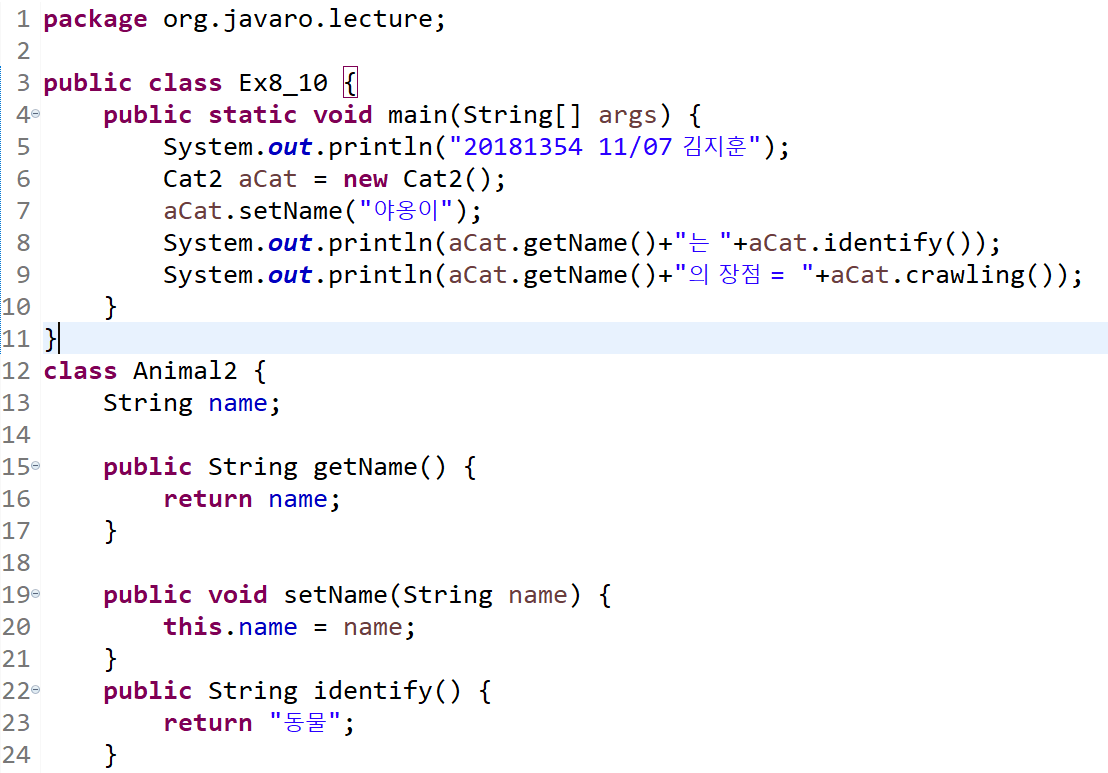 1 package org.javaro.lecture;
2
3 public class Ex8_10 {
4 public static void main(String[] args) {
5 System.out.println("20181354 11/07 김지훈");
6 Cat2 aCat = new Cat2();
7 aCat.setName("야옹이");
8 System.out.println(aCat.getName()+"는 "+aCat.identify());
9 System.out.println(aCat.getName()+"의 장점 = "+aCat.crawling());
10 }
11 }
12 class Animal2 {
13 String name;
14
15 public String getName() {
16 return name;
17 }
18
19 public void setName(String name) {
20 this.name = name;
21 }
22 public String identify() {
23 return "동물";
24 }